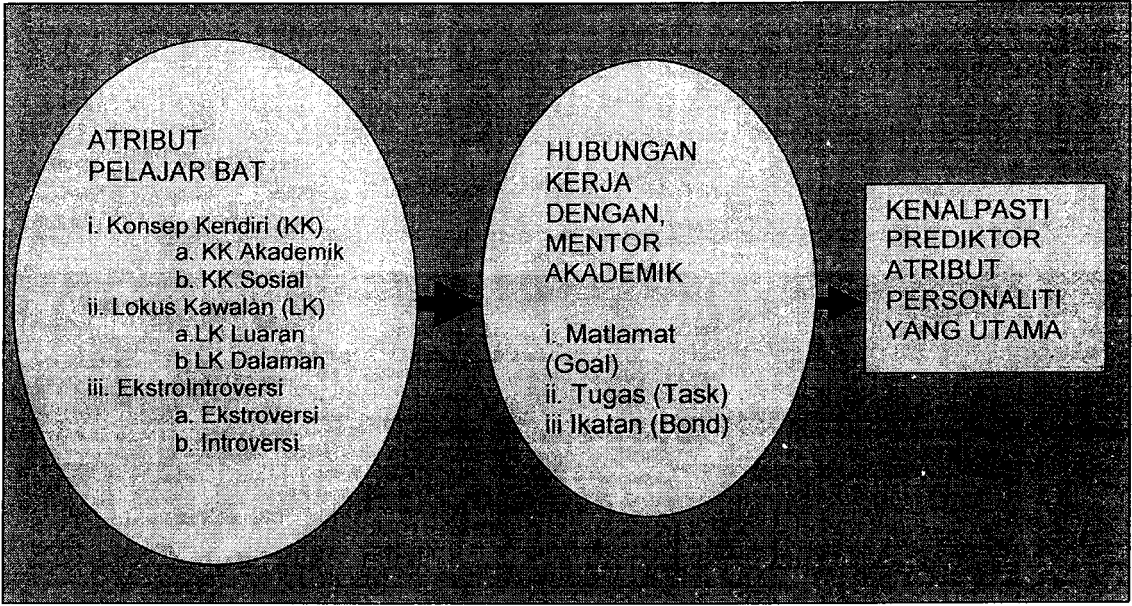 ATRIBUT
PELAJAR BAT
i. Konsep Kendiri (KK)
a. KK Akademik
b. KK Sosial
ii. Lokus Kawalan (LK)
a.LK Luaran
b LK Dalaman
iii. EkstroIntroversi
a. Ekstroversi
b. Introversi
HUBUNGAN
KERJA
DENGAN,
MENTOR
AKADEMIK
i. Matlamat
(Goal)
ii. Tugas (Task)
iii Ikatan (Bond)
KENALPASTI
PREDIKTOR
ATRIBUT
PERSONALITI
YANG UTAMA